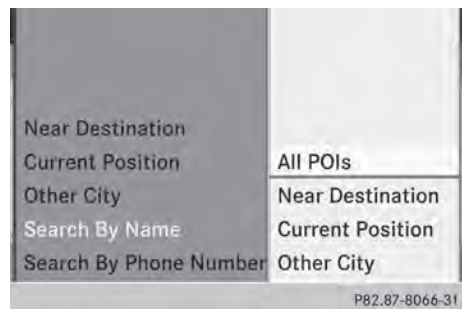 Near Destination
Current Position
Other City
Search By Name
Search By Phone Number
All POIs
Near Destination
Current Position
Other City
P82.87-8066-31